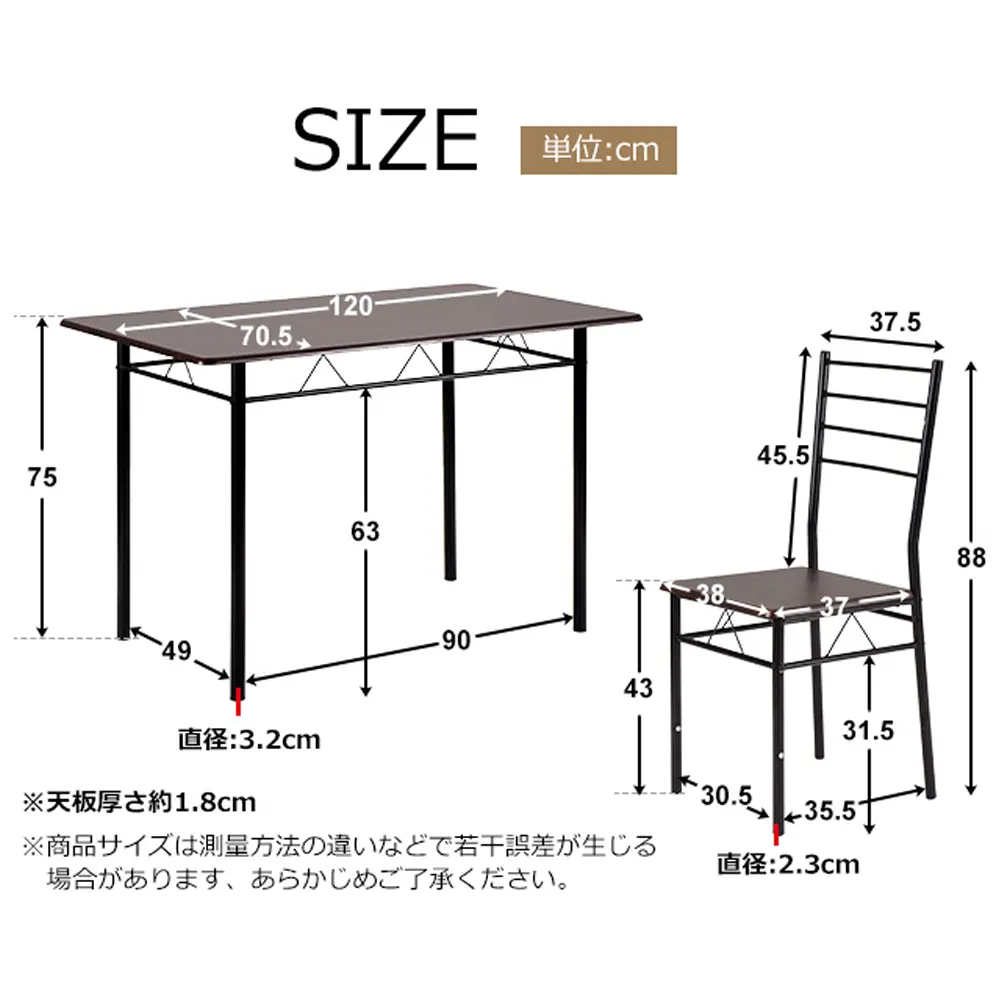 SIZE 単位:cm
120
70.5
75
63
49
90
直径:3.2cm
37.5
45.5
88
38
37
43
31.5
30.5
35.5
直径:2.3cm
※天板厚さ約1.8cm
※商品サイズは測量方法の違いなどで若干誤差が生じる
場合があります、あらかじめご了承ください。